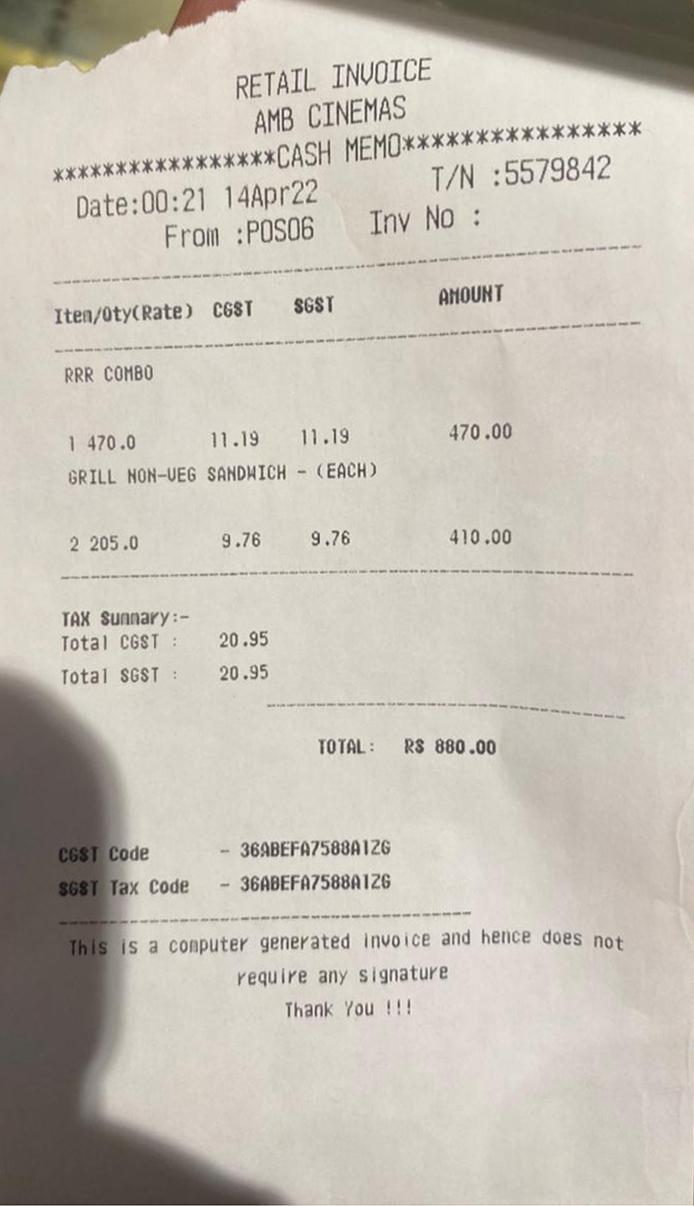 RETAIL INVOICE
AMB CINEMAS
*****************CASH MEMO*****************
Date:00:21 14Apr22 T/N :5579842
From :POS06 Inv No :
Item/Qty(Rate) CGST SGST AMOUNT
RRR COMBO
1 470.0 11.19 11.19 470.00
GRILL NON-VEG SANDWICH - (EACH)
2 205.0 9.76 9.76 410.00
TAX Summary:-
Total CGST : 20.95
Total SGST : 20.95
TOTAL: RS 880.00
CGST Code - 36ABEFA7588A1ZG
SGST Tax Code - 36ABEFA7588A1ZG
This is a computer generated invoice and hence does not
require any signature
Thank You !!!